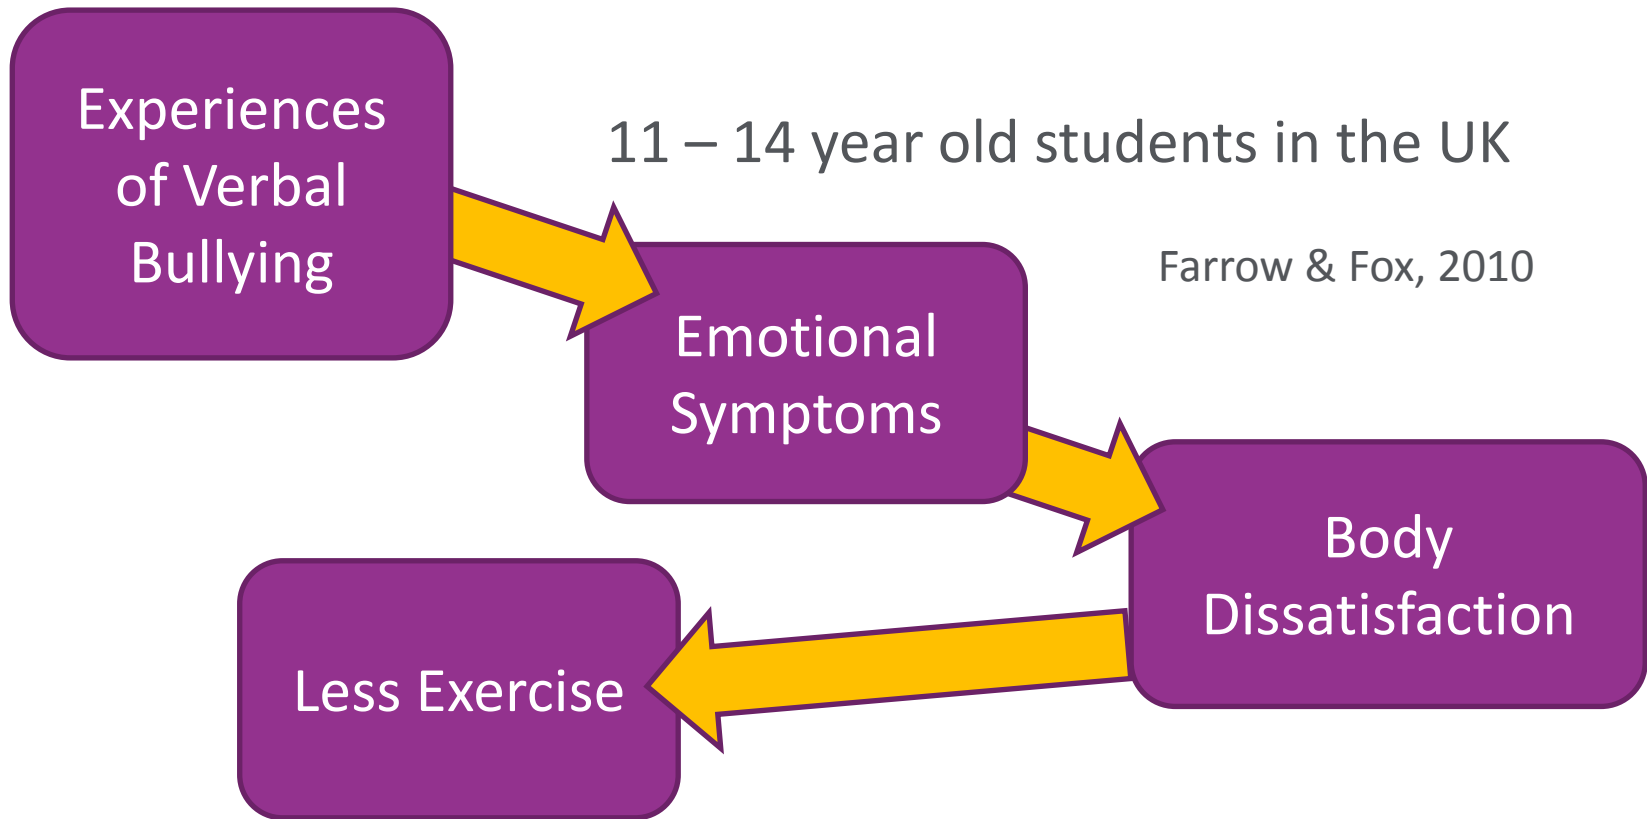 Experiences
of Verbal
Bullying
11 – 14 year old students in the UK
Farrow & Fox, 2010
Emotional
Symptoms
Body
Dissatisfaction
Less Exercise